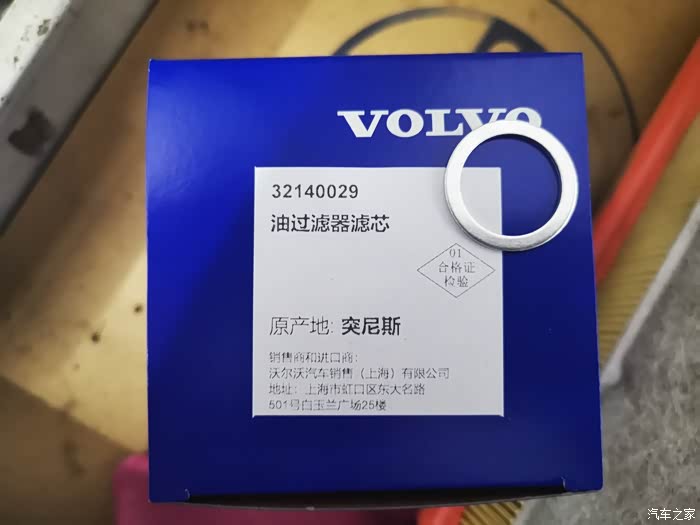 VOLVO
32140029
油过滤器滤芯
01
合格证
检验
原产地: 突尼斯
销售商和进口商:
沃尔沃汽车销售（上海）有限公司
地址: 上海市虹口区东大名路
501号白玉兰广场25楼
汽车之家